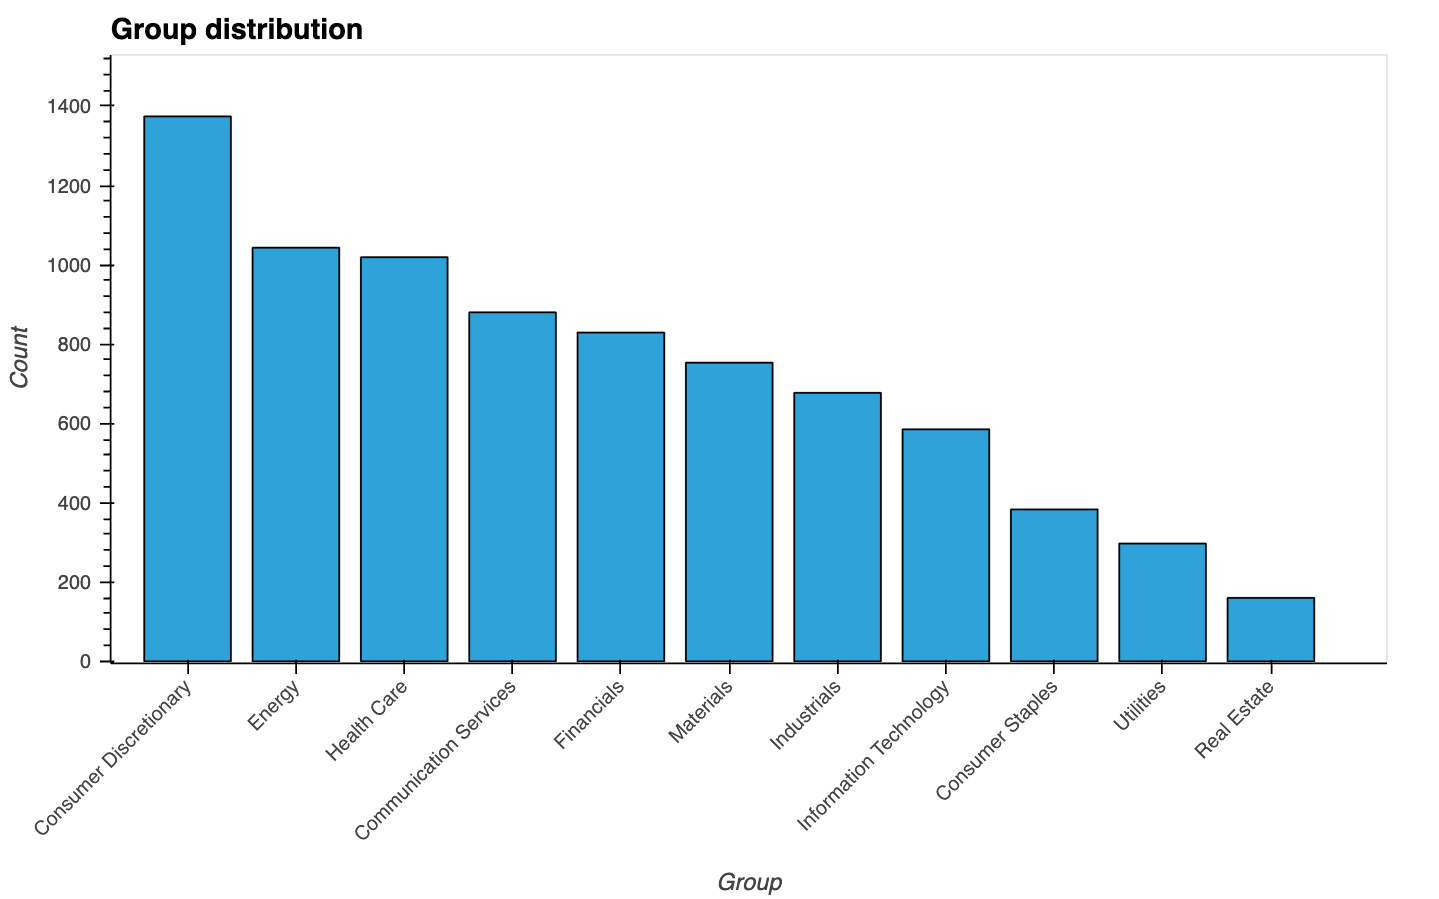 Group distribution
1400
1200
1000
800
600
400
200
0
Count
Consumer Discretionary
Energy
Health Care
Communication Services
Financials
Materials
Industrials
Information Technology
Consumer Staples
Utilities
Real Estate
Group